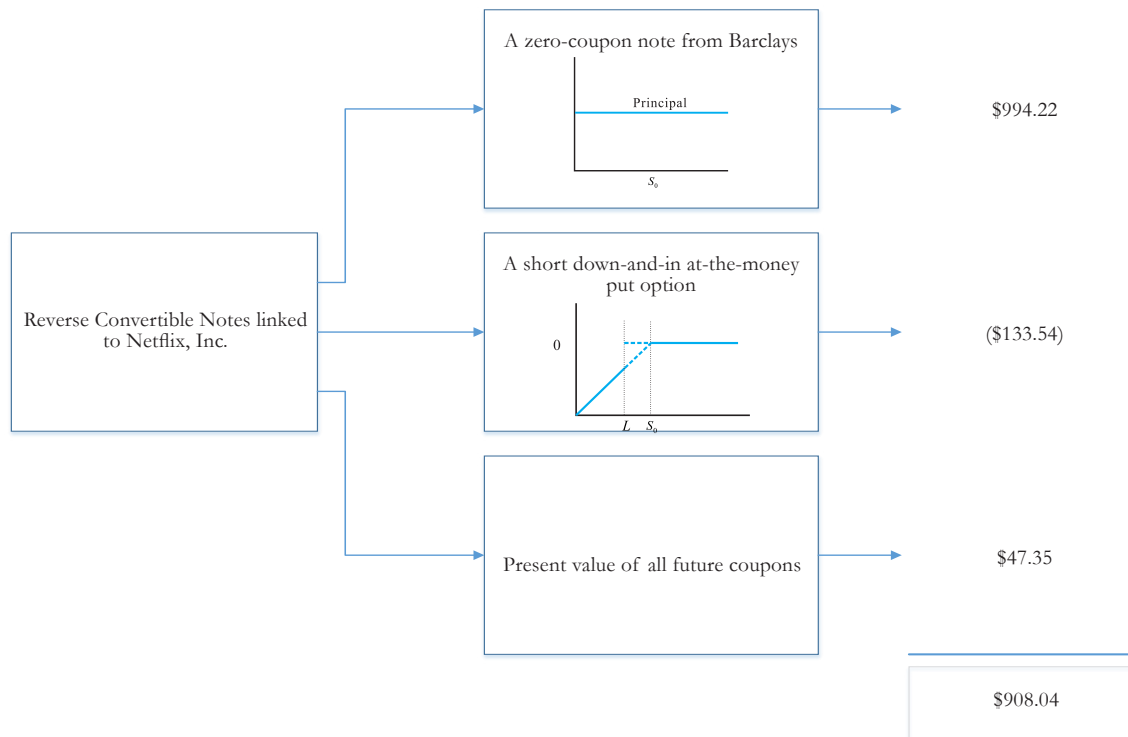 A zero-coupon note from Barclays
Principal
S₀
$994.22
Reverse Convertible Notes linked
to Netflix, Inc.
A short down-and-in at-the-money
put option
0
L S₀
($133.54)
Present value of all future coupons
$47.35
$908.04